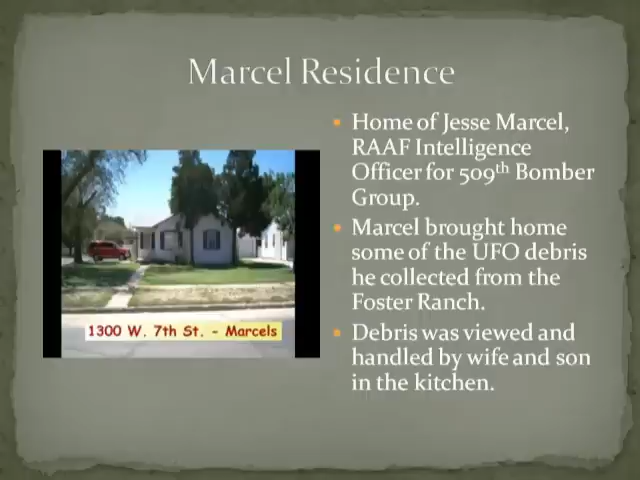 Marcel Residence
Home of Jesse Marcel,
RAAF Intelligence
Officer for 509th Bomber
Group.
Marcel brought home
some of the UFO debris
he collected from the
Foster Ranch.
Debris was viewed and
handled by wife and son
in the kitchen.
1300 W. 7th St. - Marcels